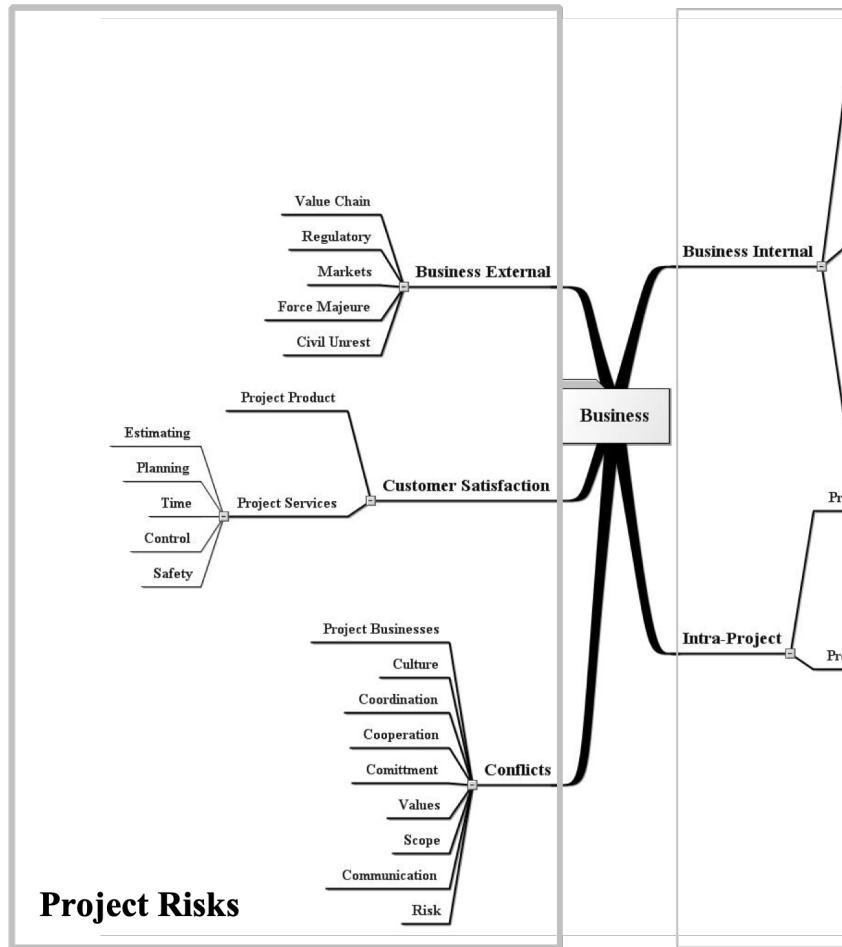 Value Chain
Regulatory
Markets
Force Majeure
Civil Unrest
Business External
Project Product
Estimating
Planning
Time
Control
Safety
Project Services
Customer Satisfaction
Project Businesses
Culture
Coordination
Cooperation
Comittment
Values
Scope
Communication
Risk
Conflicts
Project Risks
Business
Business Internal
Intra-Project